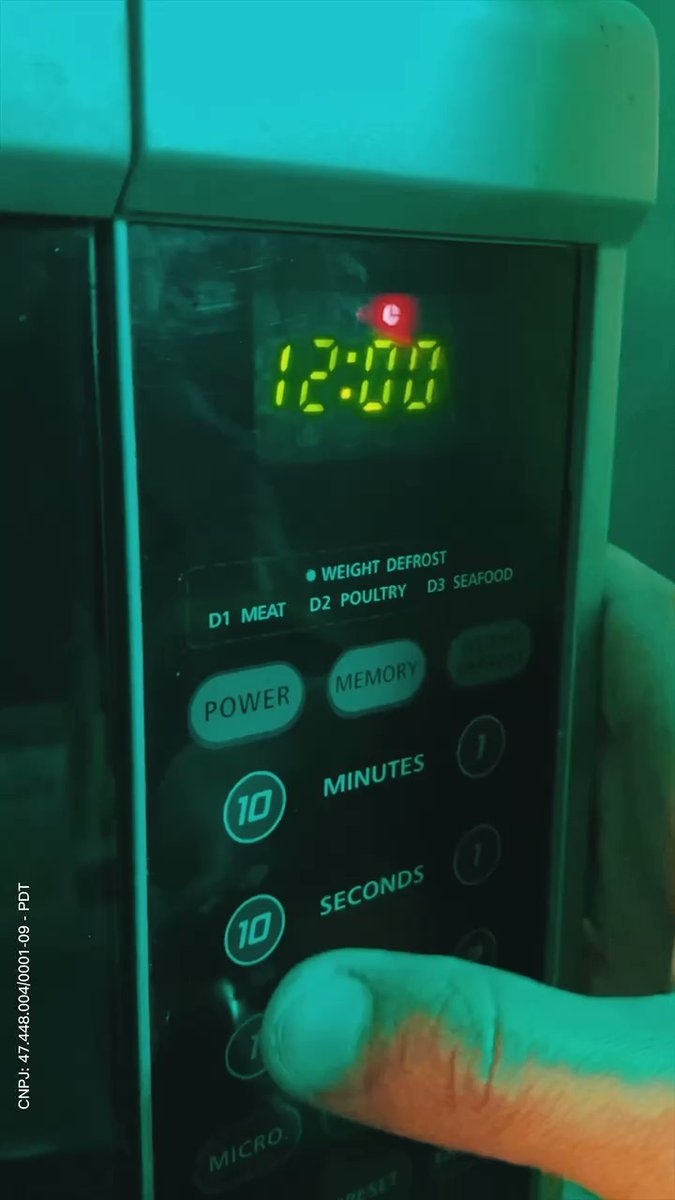 12:00
WEIGHT DEFROST
D1 MEAT D2 POULTRY D3 SEAFOOD
POWER MEMORY
10 MINUTES 1
10 SECONDS 1
1
MICRO.
CNPJ: 47.448.004/0001-09 - PDT